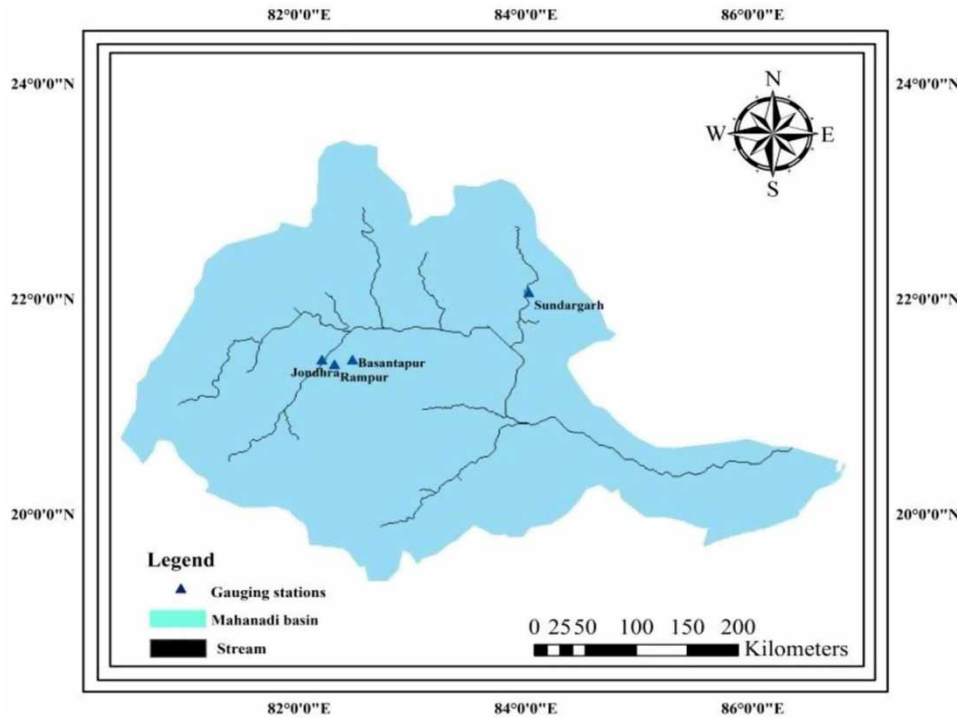 82°0'0"E 84°0'0"E 86°0'0"E
24°0'0"N 24°0'0"N
N
W E
S
22°0'0"N 22°0'0"N
Sundargarh
Basantapur
Jondhra
Rampur
20°0'0"N 20°0'0"N
Legend
Gauging stations
Mahanadi basin
Stream
0 25 50 100 150 200
Kilometers
82°0'0"E 84°0'0"E 86°0'0"E